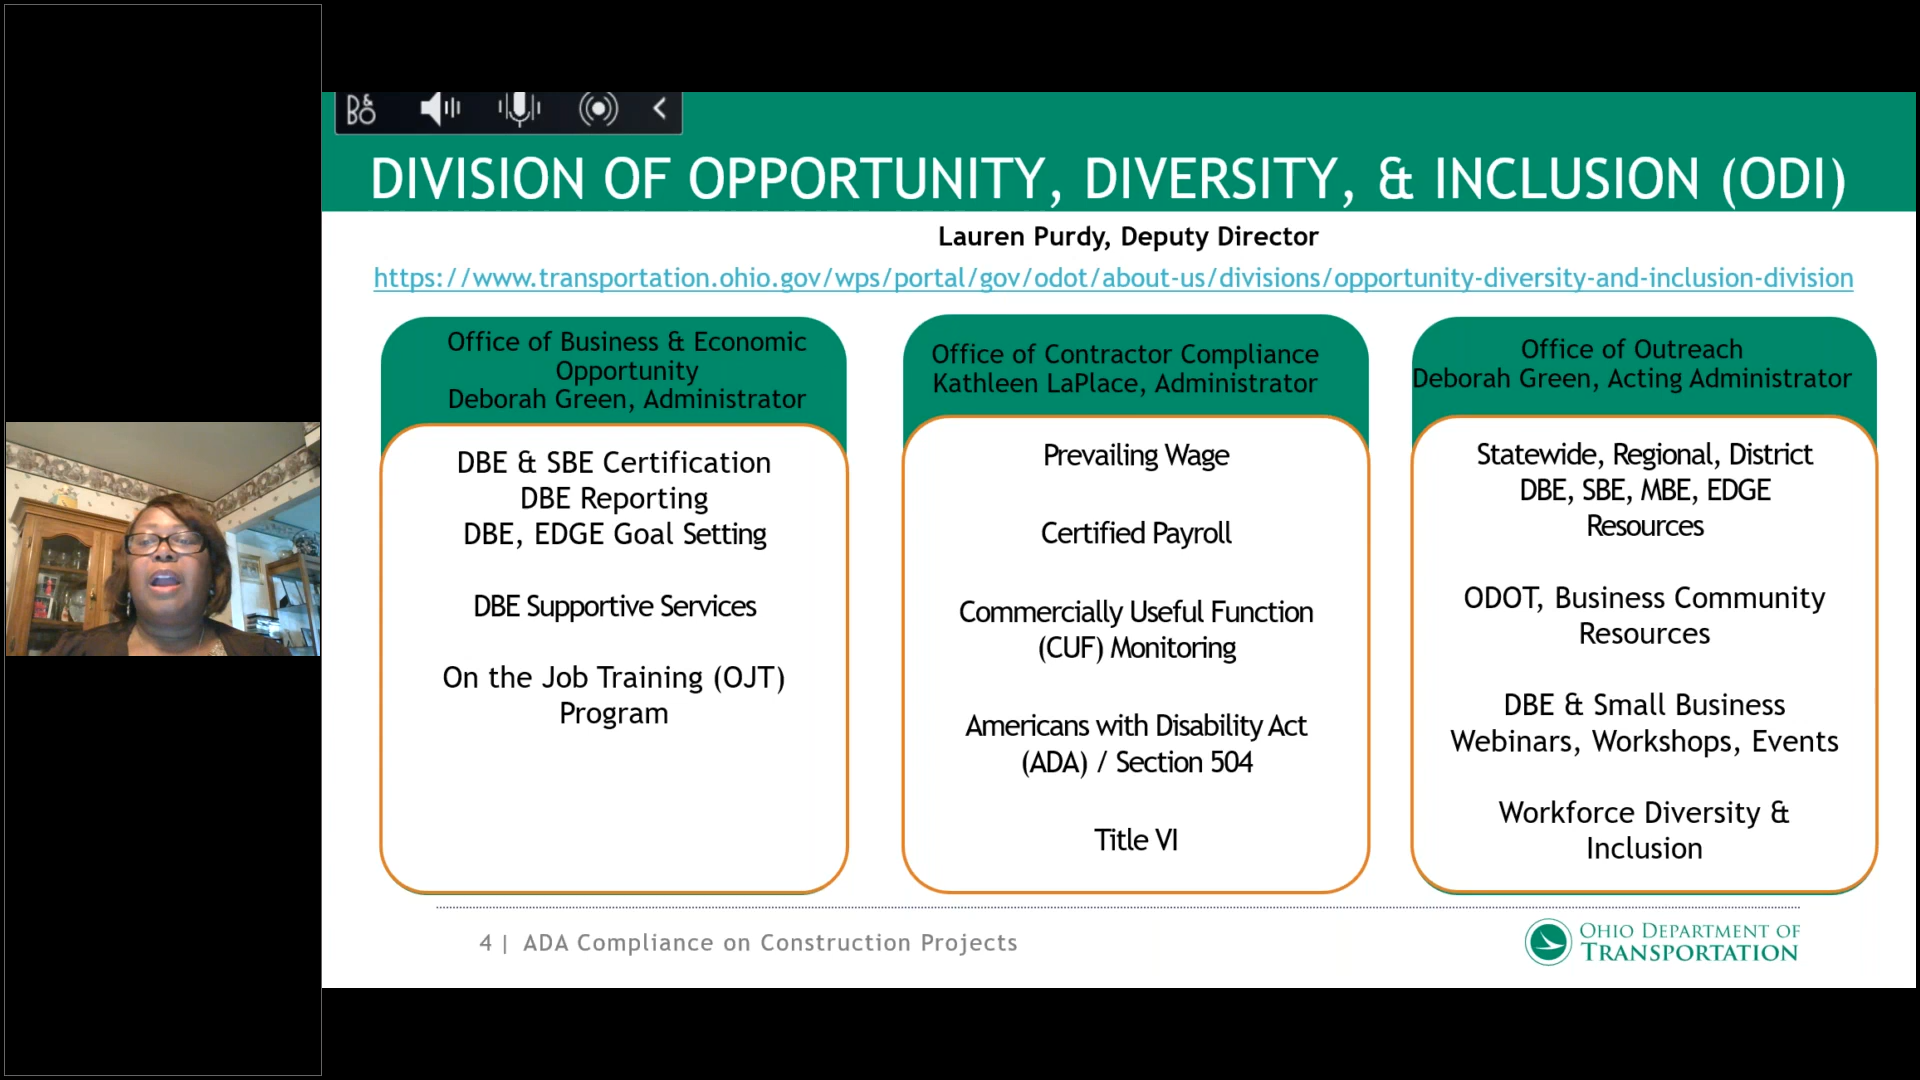 B&O
DIVISION OF OPPORTUNITY, DIVERSITY, & INCLUSION (ODI)
Lauren Purdy, Deputy Director
https://www.transportation.ohio.gov/wps/portal/gov/odot/about-us/divisions/opportunity-diversity-and-inclusion-division
Office of Business & Economic
Opportunity
Deborah Green, Administrator
DBE & SBE Certification
DBE Reporting
DBE, EDGE Goal Setting
DBE Supportive Services
On the Job Training (OJT)
Program
Office of Contractor Compliance
Kathleen LaPlace, Administrator
Prevailing Wage
Certified Payroll
Commercially Useful Function
(CUF) Monitoring
Americans with Disability Act
(ADA) / Section 504
Title VI
Office of Outreach
Deborah Green, Acting Administrator
Statewide, Regional, District
DBE, SBE, MBE, EDGE
Resources
ODOT, Business Community
Resources
DBE & Small Business
Webinars, Workshops, Events
Workforce Diversity &
Inclusion
4 | ADA Compliance on Construction Projects
OHIO DEPARTMENT OF
TRANSPORTATION